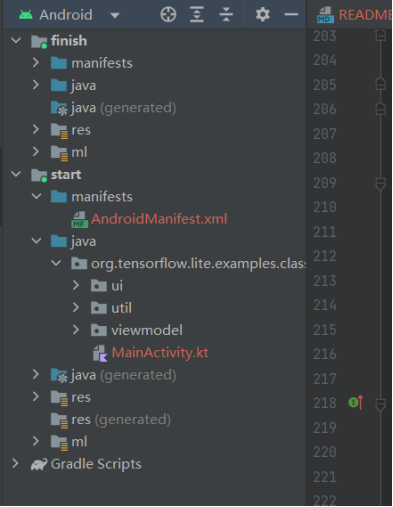 Android
README
finish
manifests
java
java (generated)
res
ml
start
manifests
AndroidManifest.xml
java
org.tensorflow.lite.examples.clas
ui
util
viewmodel
MainActivity.kt
java (generated)
res
res (generated)
ml
Gradle Scripts
203
204
205
206
207
208
209
210
211
212
213
214
215
216
217
218
219
220
221
222